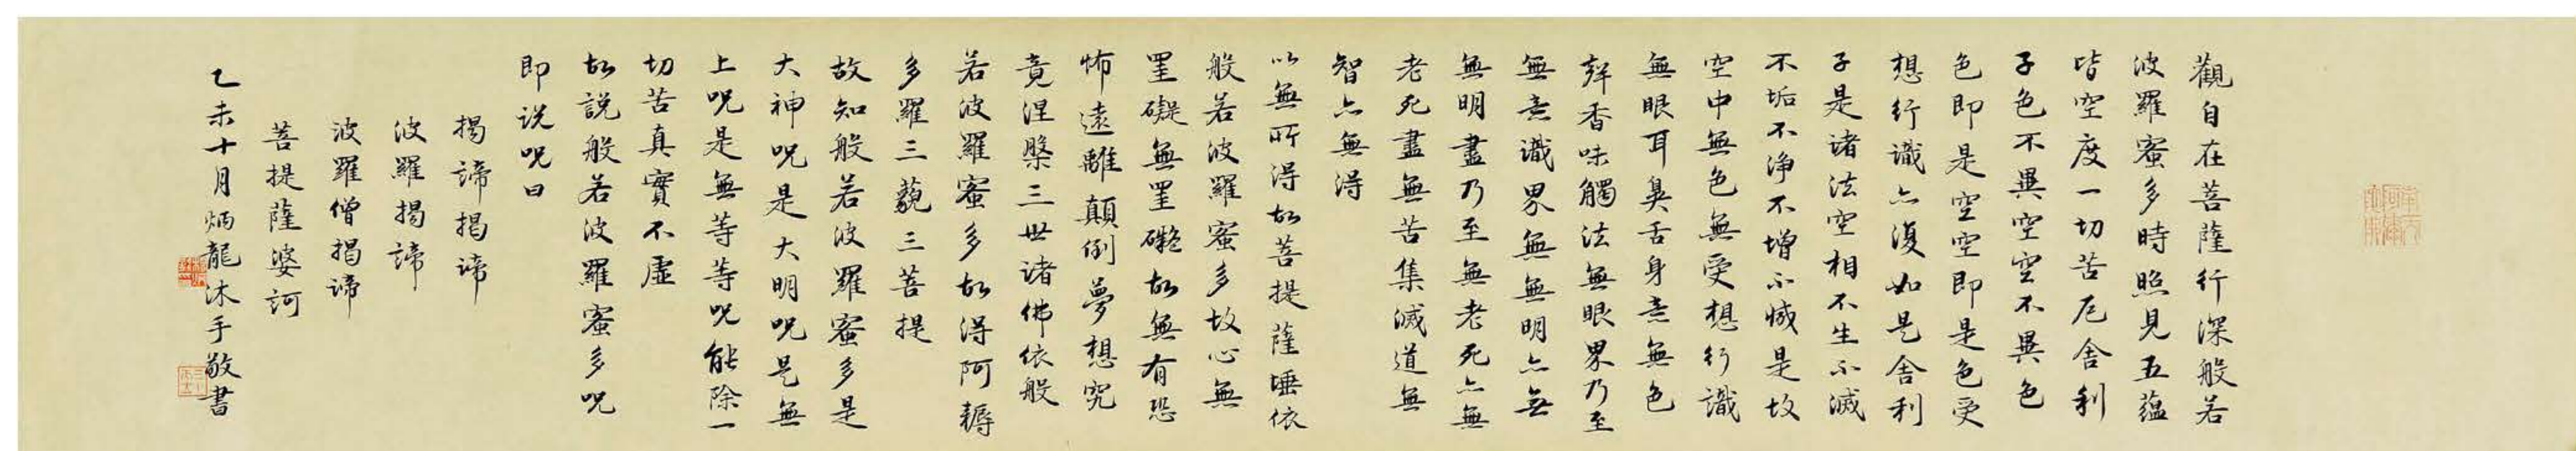 觀自在菩薩行深般若
波羅蜜多時照見五蘊
皆空度一切苦厄舍利
子色不異空空不異色
色即是空空即是色受
想行識亦復如是舍利
子是諸法空相不生不滅
不垢不淨不增不減是故
空中無色無受想行識
無眼耳鼻舌身意無色
聲香味觸法無眼界乃至
無意識界無無明亦無
無明盡乃至無老死亦無
老死盡無苦集滅道無
智亦無得
以無所得故菩提薩埵依
般若波羅蜜多故心無
罣礙無罣礙故無有恐
怖遠離顛倒夢想究
竟涅槃三世諸佛依般
若波羅蜜多故得阿耨
多羅三藐三菩提
故知般若波羅蜜多是
大神呪是大明呪是無
上呪是無等等呪能除一
切苦真實不虛
故說般若波羅蜜多呪
即說呪曰
揭諦揭諦
波羅揭諦
波羅僧揭諦
菩提薩婆訶
乙未十月炳龍沐手敬書